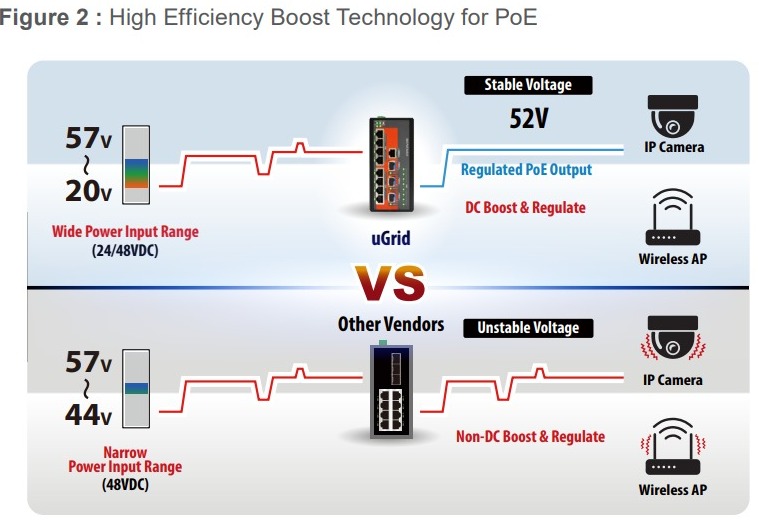 Figure 2 : High Efficiency Boost Technology for PoE
57V
~
20V
Wide Power Input Range
(24/48VDC)
uGrid
Stable Voltage
52V
Regulated PoE Output
DC Boost & Regulate
IP Camera
Wireless AP
VS
Other Vendors
57V
~
44V
Narrow
Power Input Range
(48VDC)
Unstable Voltage
Non-DC Boost & Regulate
IP Camera
Wireless AP